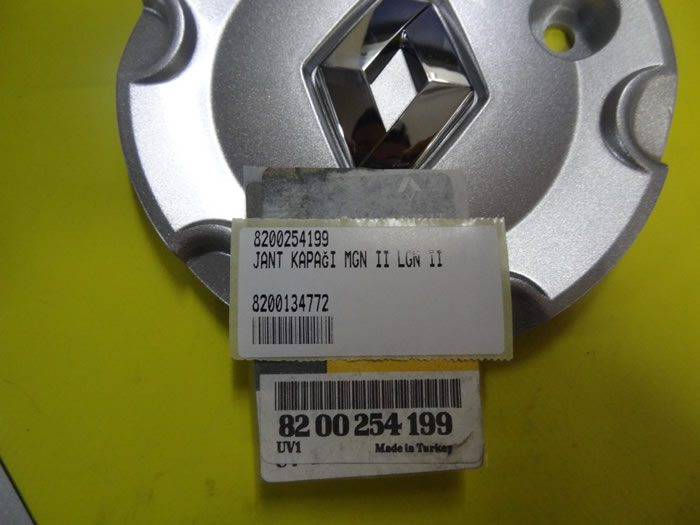 8200254199
JANT KAPAğI MGN II LGN II
8200134772
82 00 254 199
UV1 Made in Turkey